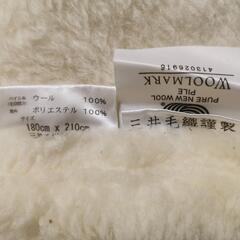 ウール 100%
ポリエステル 100%
サイズ
180cm x 210cm
413026916
WOOLMARK
PILE
PURE NEW WOOL
三井毛織謹製